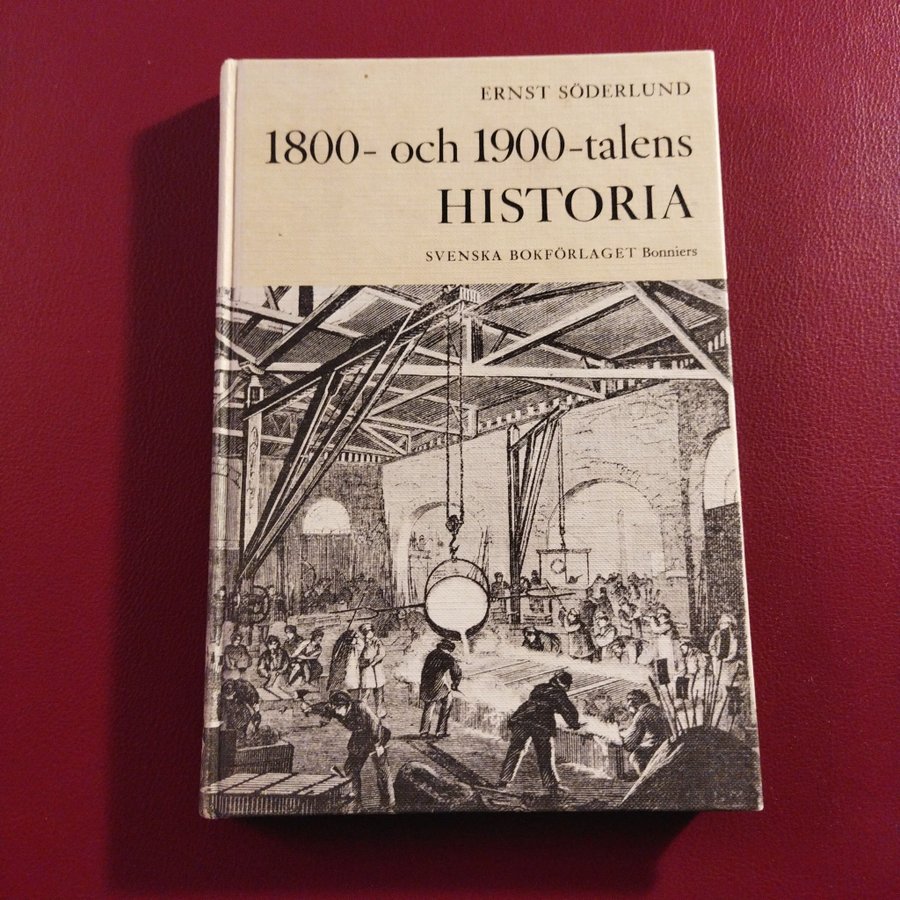 ERNST SÖDERLUND
1800- och 1900-talens
HISTORIA
SVENSKA BOKFÖRLAGET Bonniers